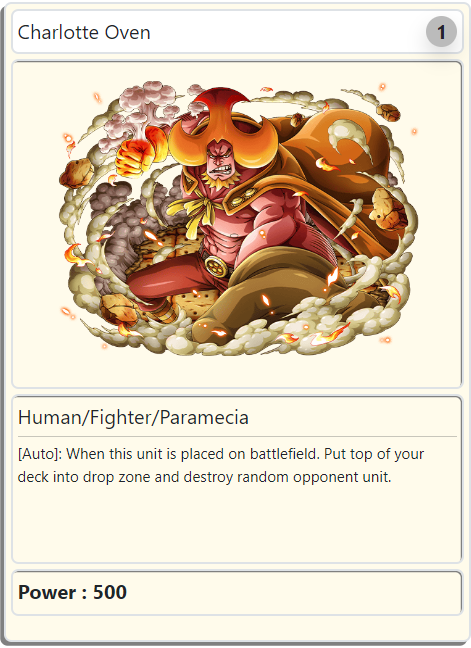 Charlotte Oven
1
Human/Fighter/Paramecia
[Auto]: When this unit is placed on battlefield. Put top of your
deck into drop zone and destroy random opponent unit.
Power : 500